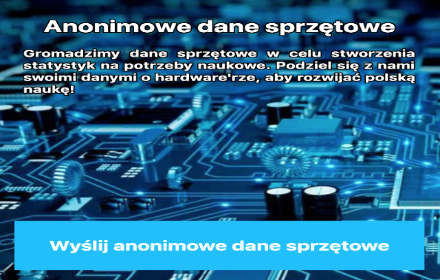 Anonimowe dane sprzętowe
Gromadzimy dane sprzętowe w celu stworzenia
statystyk na potrzeby naukowe. Podziel się z nami
swoimi danymi o hardware'rze, aby rozwijać polską
naukę!
Wyślij anonimowe dane sprzętowe